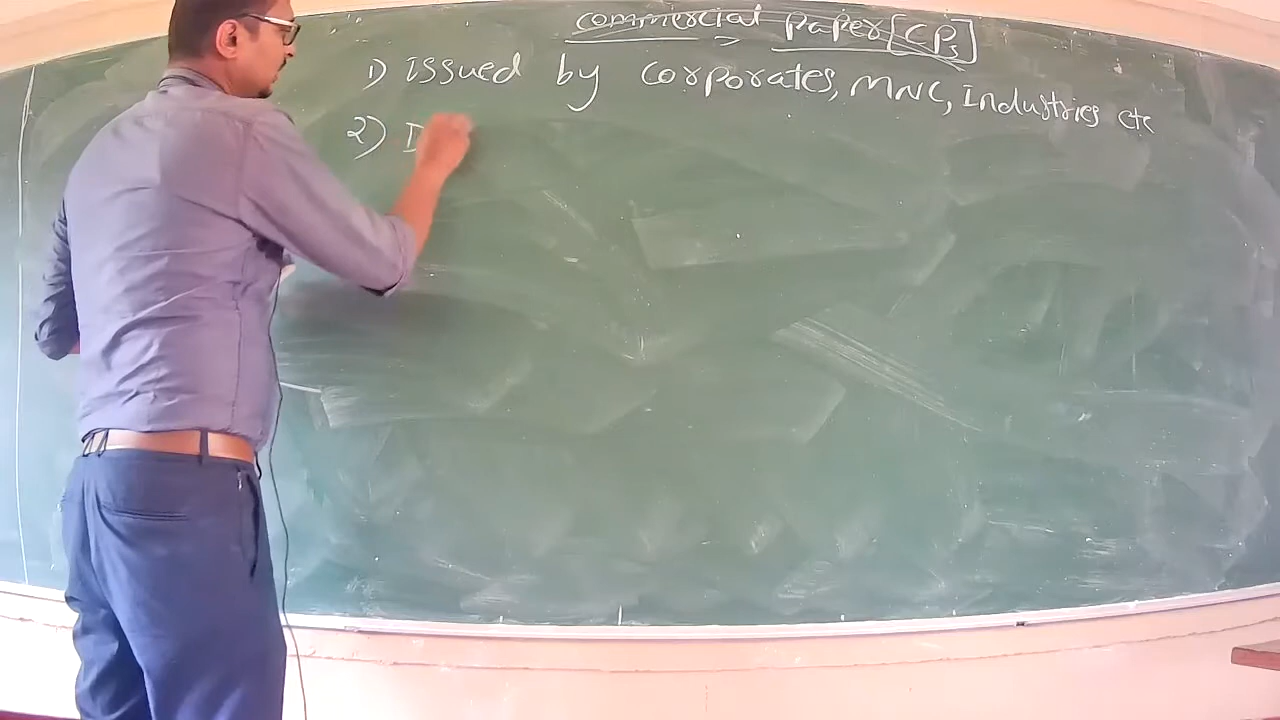 commercial Paper [CPs]
1) Issued by corporates, MNC, Industries etc
2)